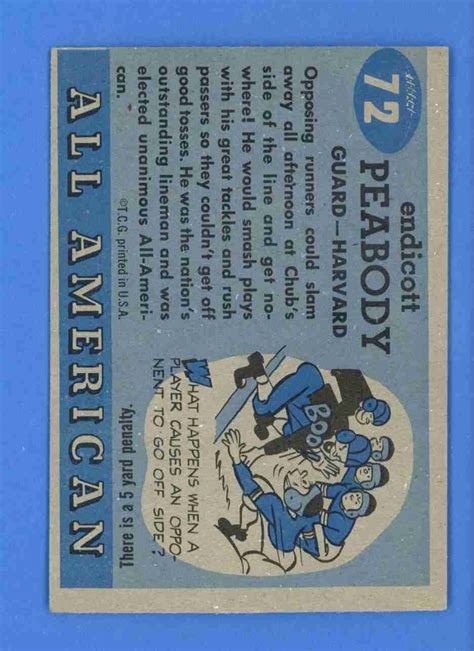 72
endicott
PEABODY
GUARD—HARVARD
Opposing runners could slam
away all afternoon at Chub's
side of the line and get no-
where! He would smash plays
with his great tackles and rush
passers so they couldn't get off
good tosses. He was the nation's
outstanding lineman and was
elected unanimous All-Ameri-
can.
©T.C.G. printed in U.S.A.
BOO!
WHAT HAPPENS WHEN A
PLAYER CAUSES AN OPPO-
NENT TO GO OFF SIDE?
There is a 5 yard penalty.
ALL AMERICAN